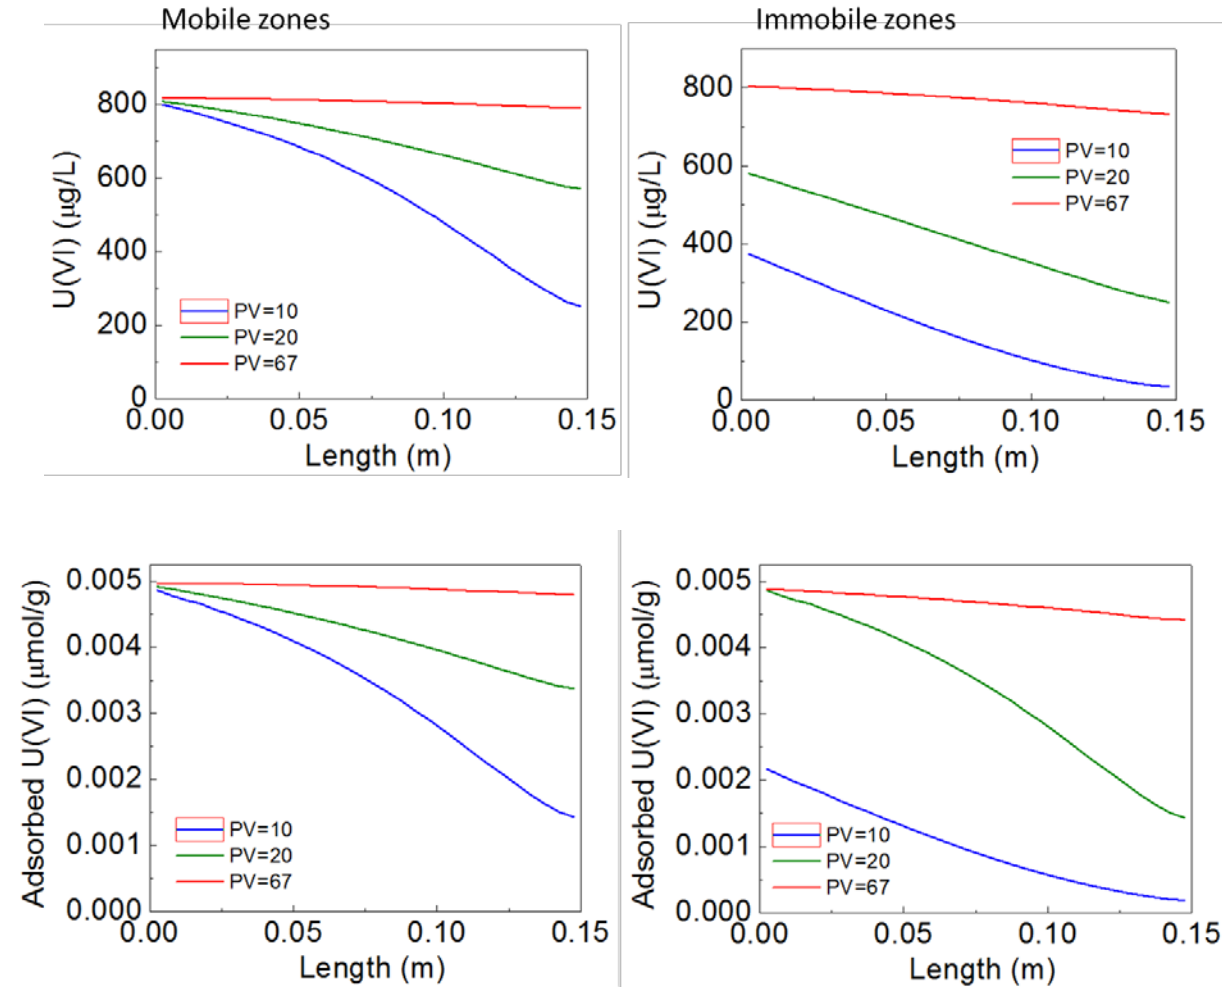 Mobile zones
Immobile zones
U(VI) (μg/L)
800
600
400
200
0
PV=10
PV=20
PV=67
0.00 0.05 0.10 0.15
Length (m)
U(VI) (μg/L)
800
600
400
200
0
PV=10
PV=20
PV=67
0.00 0.05 0.10 0.15
Length (m)
Adsorbed U(VI) (μmol/g)
0.005
0.004
0.003
0.002
0.001
0.000
PV=10
PV=20
PV=67
0.00 0.05 0.10 0.15
Length (m)
Adsorbed U(VI) (μmol/g)
0.005
0.004
0.003
0.002
0.001
0.000
PV=10
PV=20
PV=67
0.00 0.05 0.10 0.15
Length (m)